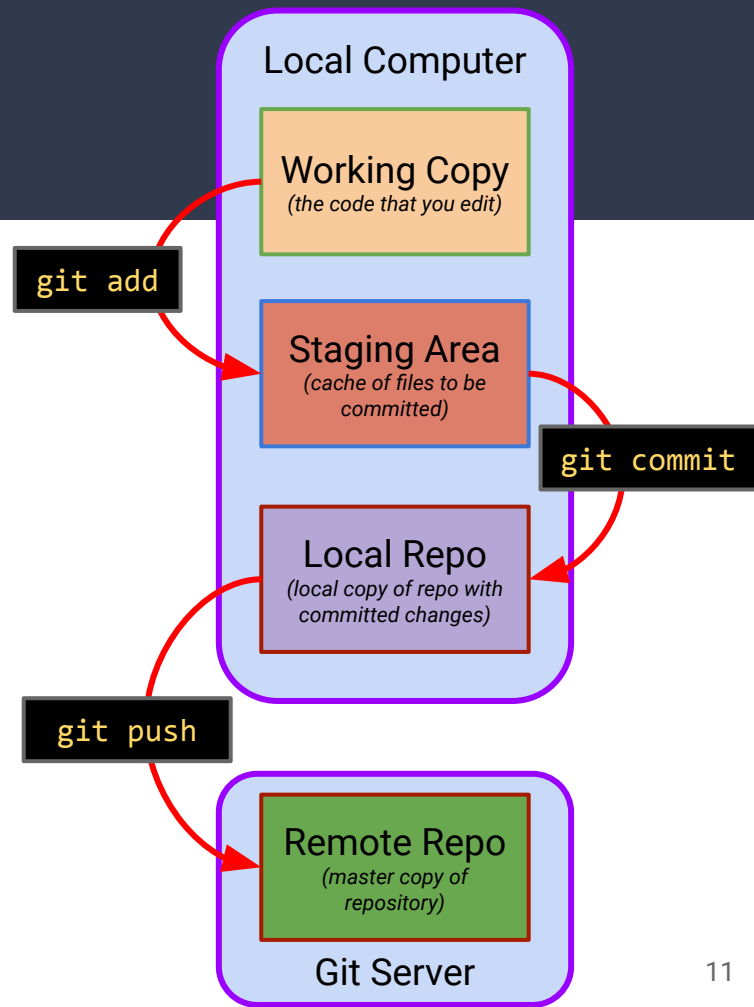 Local Computer
Working Copy
(the code that you edit)
git add
Staging Area
(cache of files to be
committed)
git commit
Local Repo
(local copy of repo with
committed changes)
git push
Remote Repo
(master copy of
repository)
Git Server
11